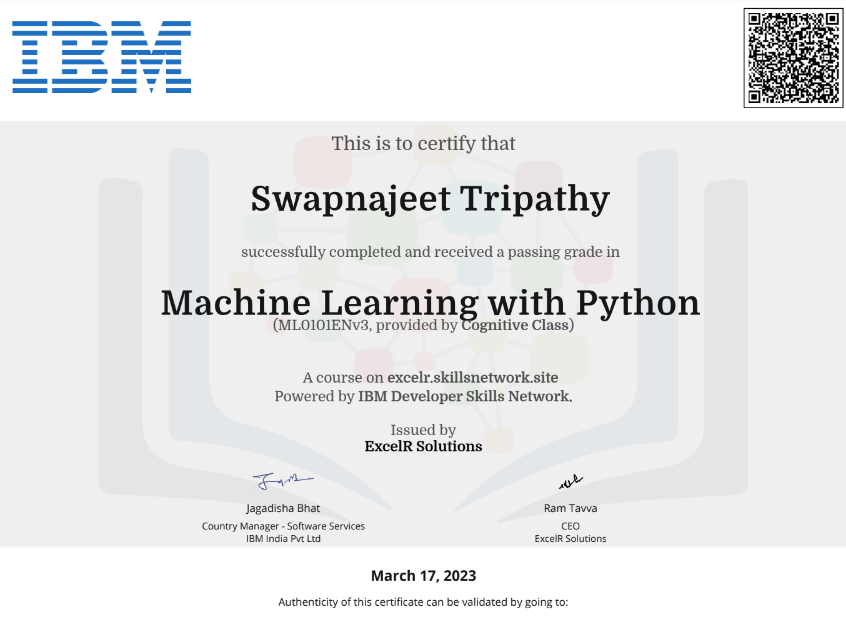 IBM
This is to certify that
Swapnajeet Tripathy
successfully completed and received a passing grade in
Machine Learning with Python
(ML0101ENv3, provided by Cognitive Class)
A course on excelr.skillsnetwork.site
Powered by IBM Developer Skills Network.
Issued by
ExcelR Solutions
Jagadisha Bhat
Country Manager - Software Services
IBM India Pvt Ltd
Ram Tavva
CEO
ExcelR Solutions
March 17, 2023
Authenticity of this certificate can be validated by going to: